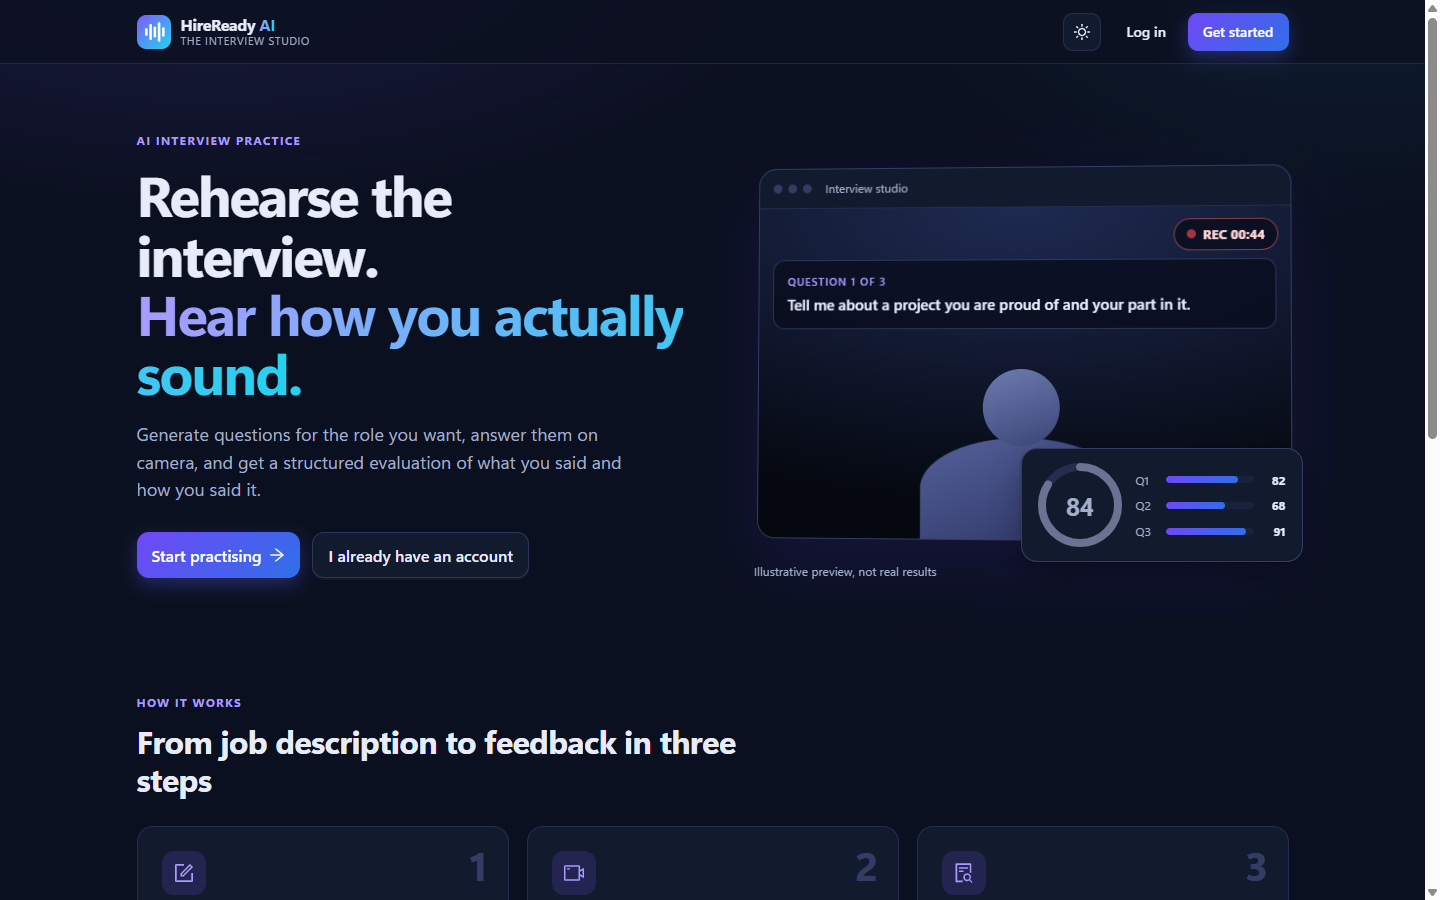 HireReady AI
THE INTERVIEW STUDIO
Log in
Get started
AI INTERVIEW PRACTICE
Rehearse the
interview.
Hear how you actually
sound.
Generate questions for the role you want, answer them on
camera, and get a structured evaluation of what you said and
how you said it.
Start practising
I already have an account
Interview studio
REC 00:44
QUESTION 1 OF 3
Tell me about a project you are proud of and your part in it.
84
Q1 82
Q2 68
Q3 91
Illustrative preview, not real results
HOW IT WORKS
From job description to feedback in three
steps
1
2
3